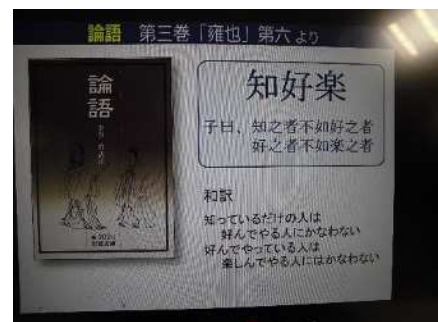 論語 第三巻「雍也」第六より
論語
知好楽
子曰、知之者不如好之者
好之者不如楽之者
和訳
知っているだけの人は
好んでやる人にかなわない
好んでやっている人は
楽しんでやる人にはかなわない